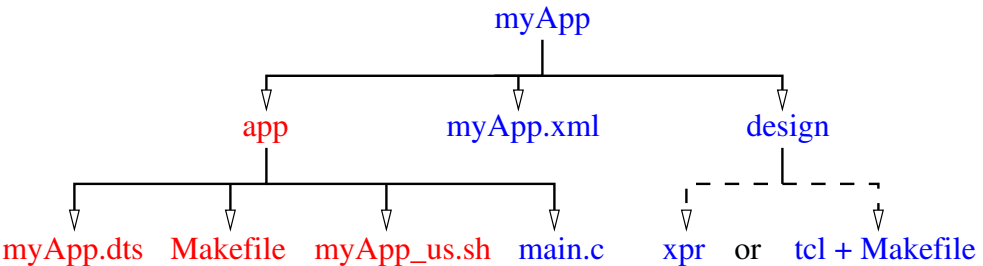 myApp
app myApp.xml design
myApp.dts Makefile myApp_us.sh main.c xpr or tcl + Makefile